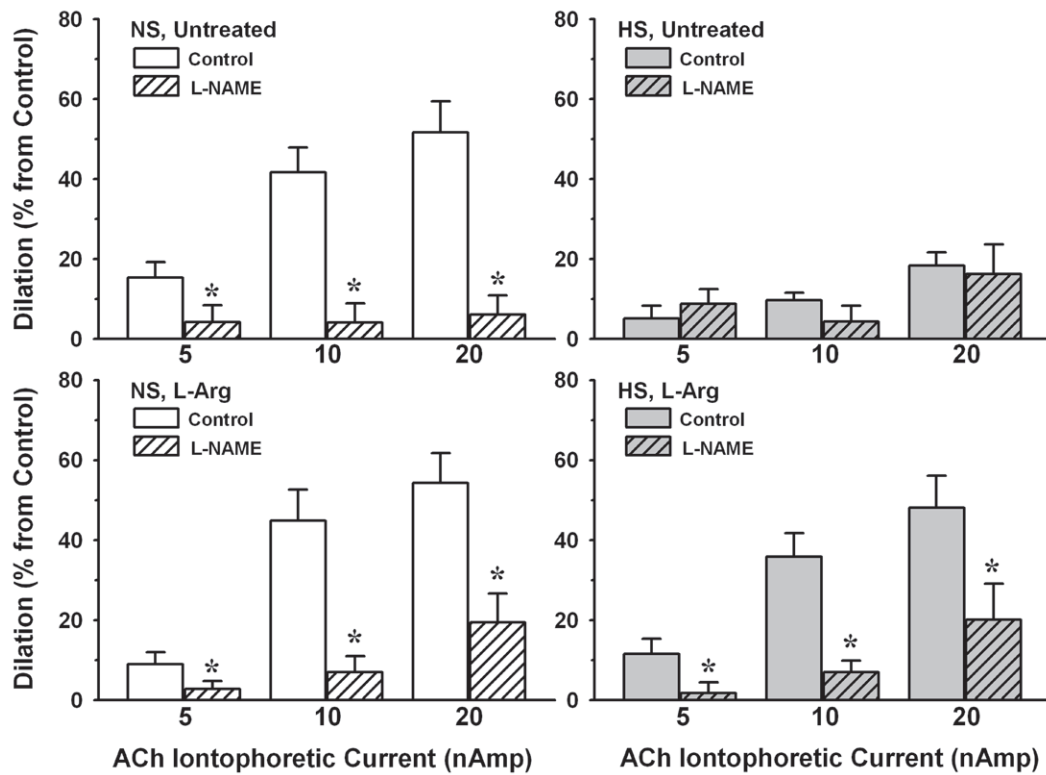 Dilation (% from Control)
80
60
40
20
0
NS, Untreated
Control
L-NAME
*
*
*
5
10
20
80
60
40
20
0
HS, Untreated
Control
L-NAME
5
10
20
Dilation (% from Control)
80
60
40
20
0
NS, L-Arg
Control
L-NAME
*
*
*
5
10
20
ACh Iontophoretic Current (nAmp)
80
60
40
20
0
HS, L-Arg
Control
L-NAME
*
*
*
5
10
20
ACh Iontophoretic Current (nAmp)